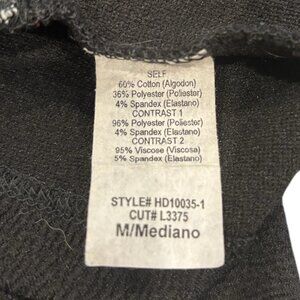 SELF
60% Cotton (Algodon)
36% Polyester (Poliester)
4% Spandex (Elastano)
CONTRAST 1
96% Polyester (Poliester)
4% Spandex (Elastano)
CONTRAST 2
95% Viscose (Viscosa)
5% Spandex (Elastano)
STYLE# HD10035-1
CUT# L3375
M/Mediano